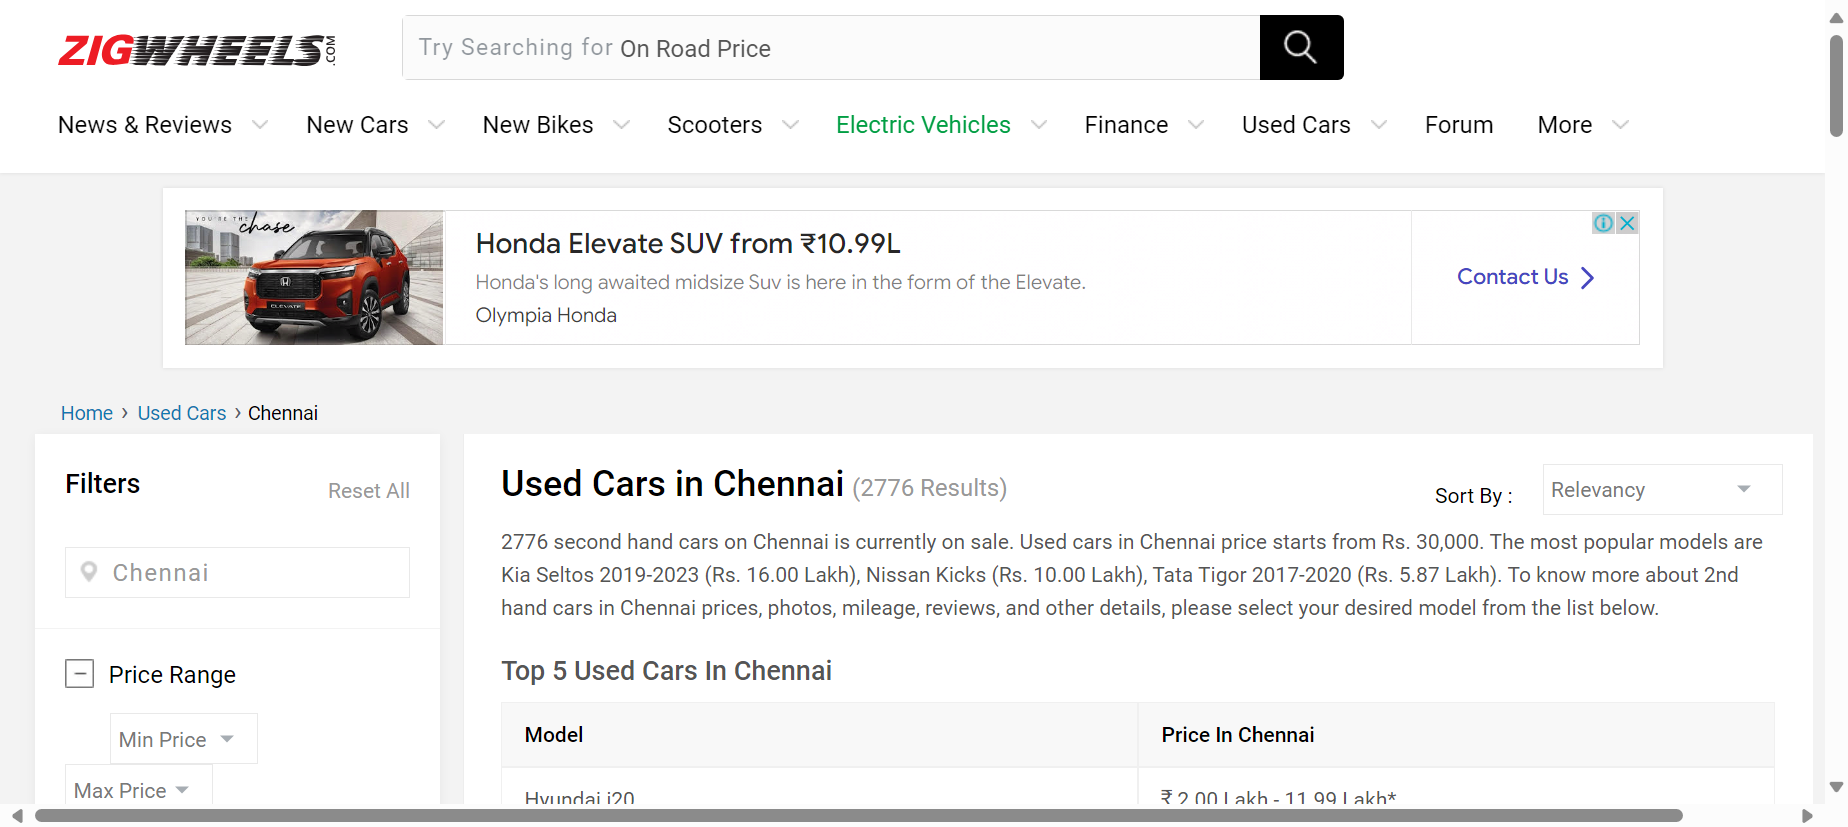 ZIGWHEELS.COM
Try Searching for On Road Price
News & Reviews
New Cars
New Bikes
Scooters
Electric Vehicles
Finance
Used Cars
Forum
More
YOU'RE THE
chase
ELEVATE
Honda Elevate SUV from ₹10.99L
Honda's long awaited midsize Suv is here in the form of the Elevate.
Olympia Honda
Contact Us
Home › Used Cars › Chennai
Filters
Reset All
Chennai
Price Range
Min Price
Max Price
Used Cars in Chennai (2776 Results)
Sort By :
Relevancy
2776 second hand cars on Chennai is currently on sale. Used cars in Chennai price starts from Rs. 30,000. The most popular models are
Kia Seltos 2019-2023 (Rs. 16.00 Lakh), Nissan Kicks (Rs. 10.00 Lakh), Tata Tigor 2017-2020 (Rs. 5.87 Lakh). To know more about 2nd
hand cars in Chennai prices, photos, mileage, reviews, and other details, please select your desired model from the list below.
Top 5 Used Cars In Chennai
Model
Price In Chennai
Hyundai i20
₹ 2.00 Lakh - 11.99 Lakh*